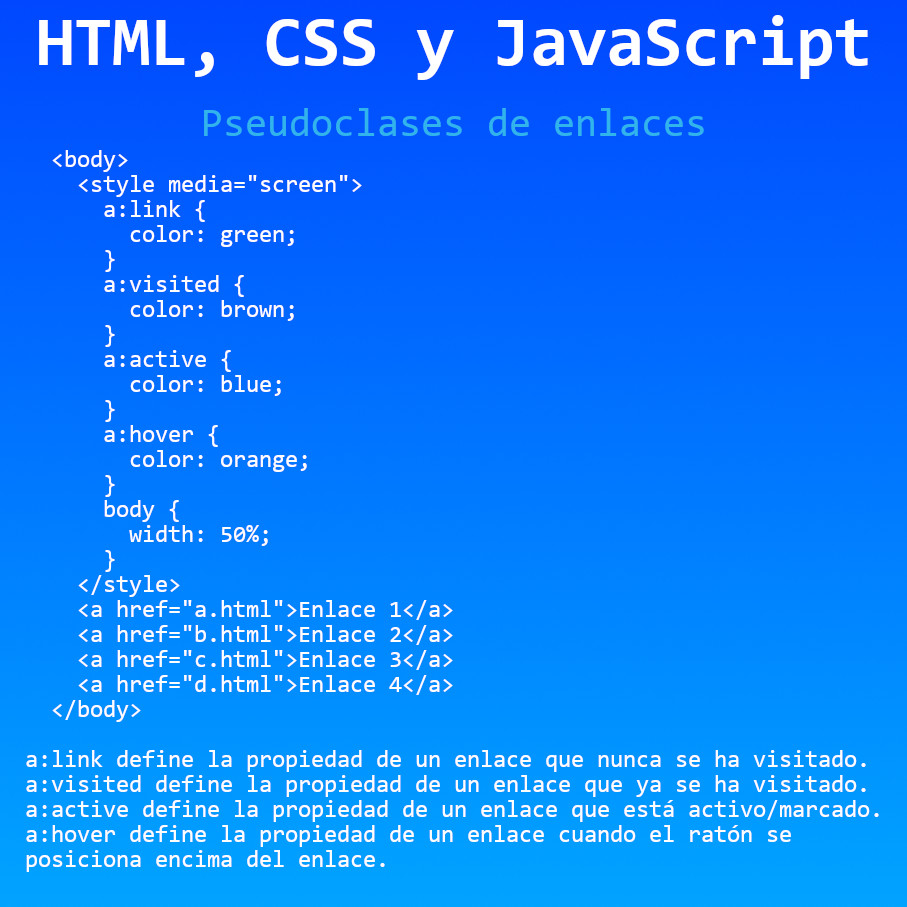 HTML, CSS y JavaScript
Pseudoclases de enlaces
<body>
  <style media="screen">
    a:link {
      color: green;
    }
    a:visited {
      color: brown;
    }
    a:active {
      color: blue;
    }
    a:hover {
      color: orange;
    }
    body {
      width: 50%;
    }
  </style>
  <a href="a.html">Enlace 1</a>
  <a href="b.html">Enlace 2</a>
  <a href="c.html">Enlace 3</a>
  <a href="d.html">Enlace 4</a>
</body>
a:link define la propiedad de un enlace que nunca se ha visitado.
a:visited define la propiedad de un enlace que ya se ha visitado.
a:active define la propiedad de un enlace que está activo/marcado.
a:hover define la propiedad de un enlace cuando el ratón se
posiciona encima del enlace.